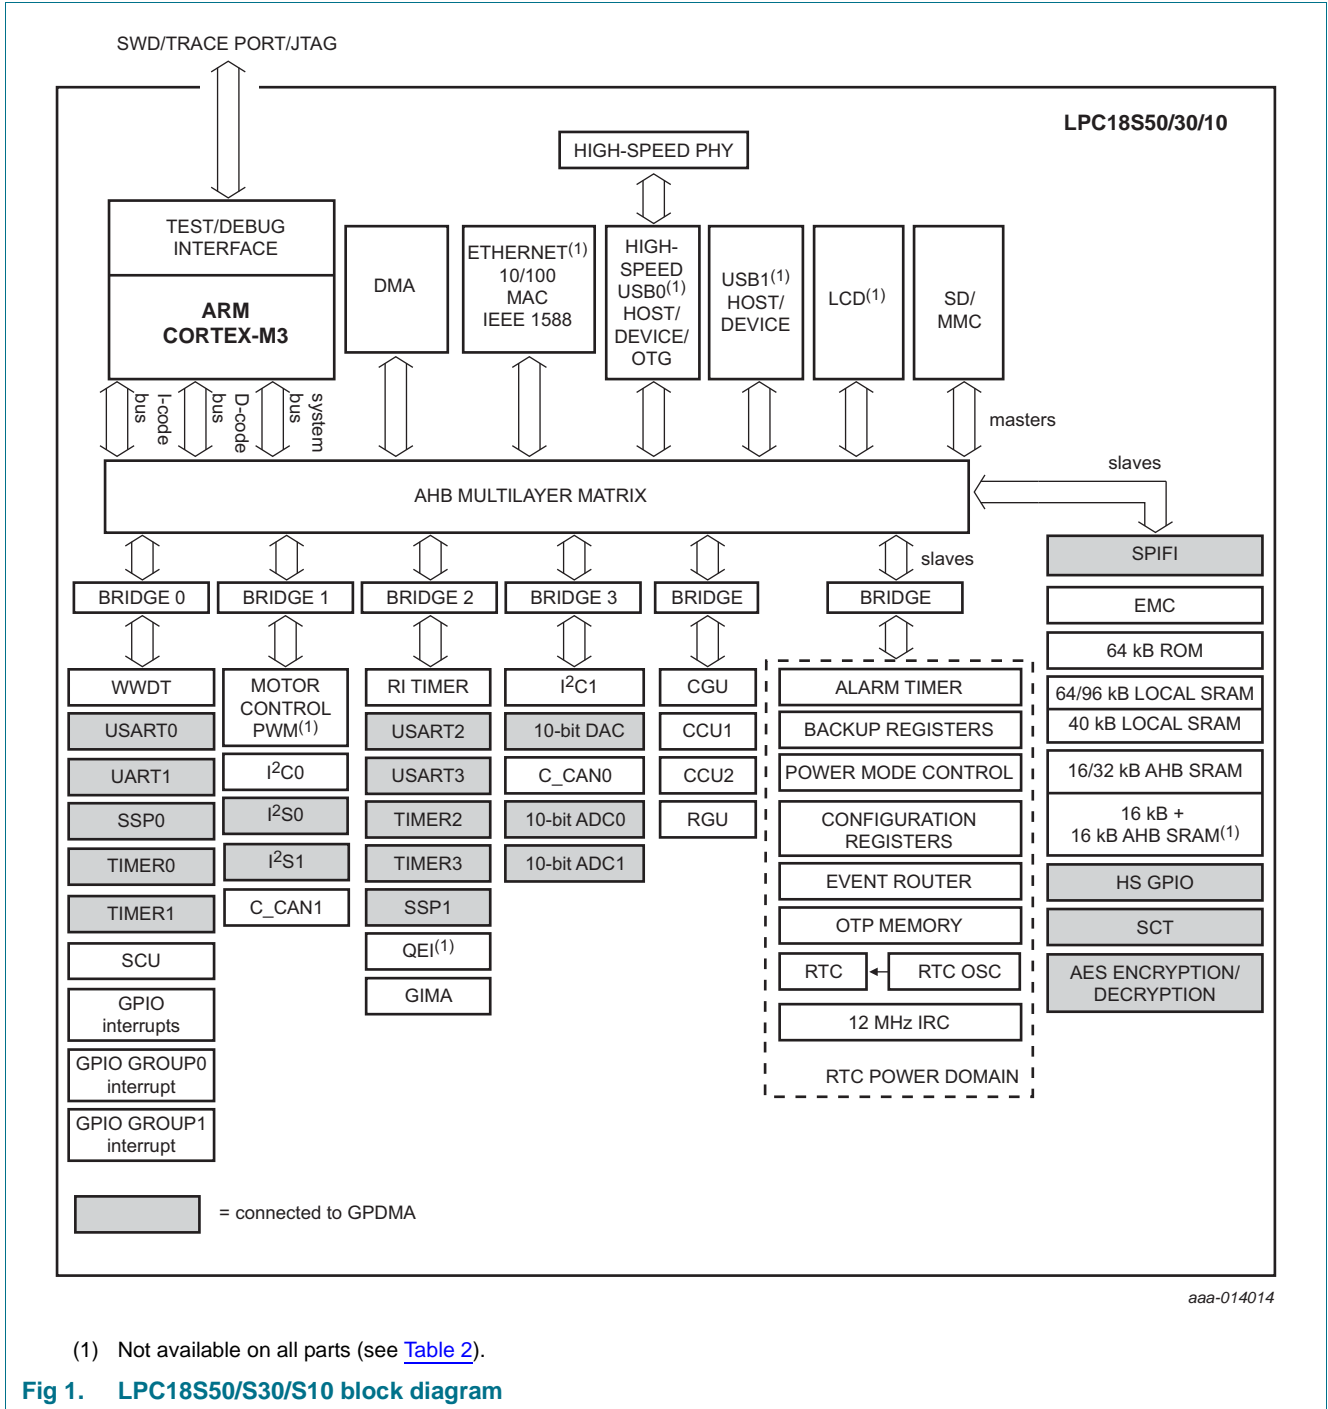 SWD/TRACE PORT/JTAG
LPC18S50/30/10
HIGH-SPEED PHY
TEST/DEBUG
INTERFACE
ARM
CORTEX-M3
DMA
ETHERNET(1)
10/100
MAC
IEEE 1588
HIGH-
SPEED
USB0(1)
HOST/
DEVICE/
OTG
USB1(1)
HOST/
DEVICE
LCD(1)
SD/
MMC
I-code
bus
D-code
bus
system
bus
masters
slaves
AHB MULTILAYER MATRIX
slaves
BRIDGE 0
BRIDGE 1
BRIDGE 2
BRIDGE 3
BRIDGE
BRIDGE
WWDT
USART0
UART1
SSP0
TIMER0
TIMER1
SCU
GPIO
interrupts
GPIO GROUP0
interrupt
GPIO GROUP1
interrupt
MOTOR
CONTROL
PWM(1)
I2C0
I2S0
I2S1
C_CAN1
RI TIMER
USART2
USART3
TIMER2
TIMER3
SSP1
QEI(1)
GIMA
I2C1
10-bit DAC
C_CAN0
10-bit ADC0
10-bit ADC1
CGU
CCU1
CCU2
RGU
ALARM TIMER
BACKUP REGISTERS
POWER MODE CONTROL
CONFIGURATION
REGISTERS
EVENT ROUTER
OTP MEMORY
RTC
RTC OSC
12 MHz IRC
RTC POWER DOMAIN
SPIFI
EMC
64 kB ROM
64/96 kB LOCAL SRAM
40 kB LOCAL SRAM
16/32 kB AHB SRAM
16 kB +
16 kB AHB SRAM(1)
HS GPIO
SCT
AES ENCRYPTION/
DECRYPTION
= connected to GPDMA
aaa-014014
(1) Not available on all parts (see Table 2).
Fig 1. LPC18S50/S30/S10 block diagram